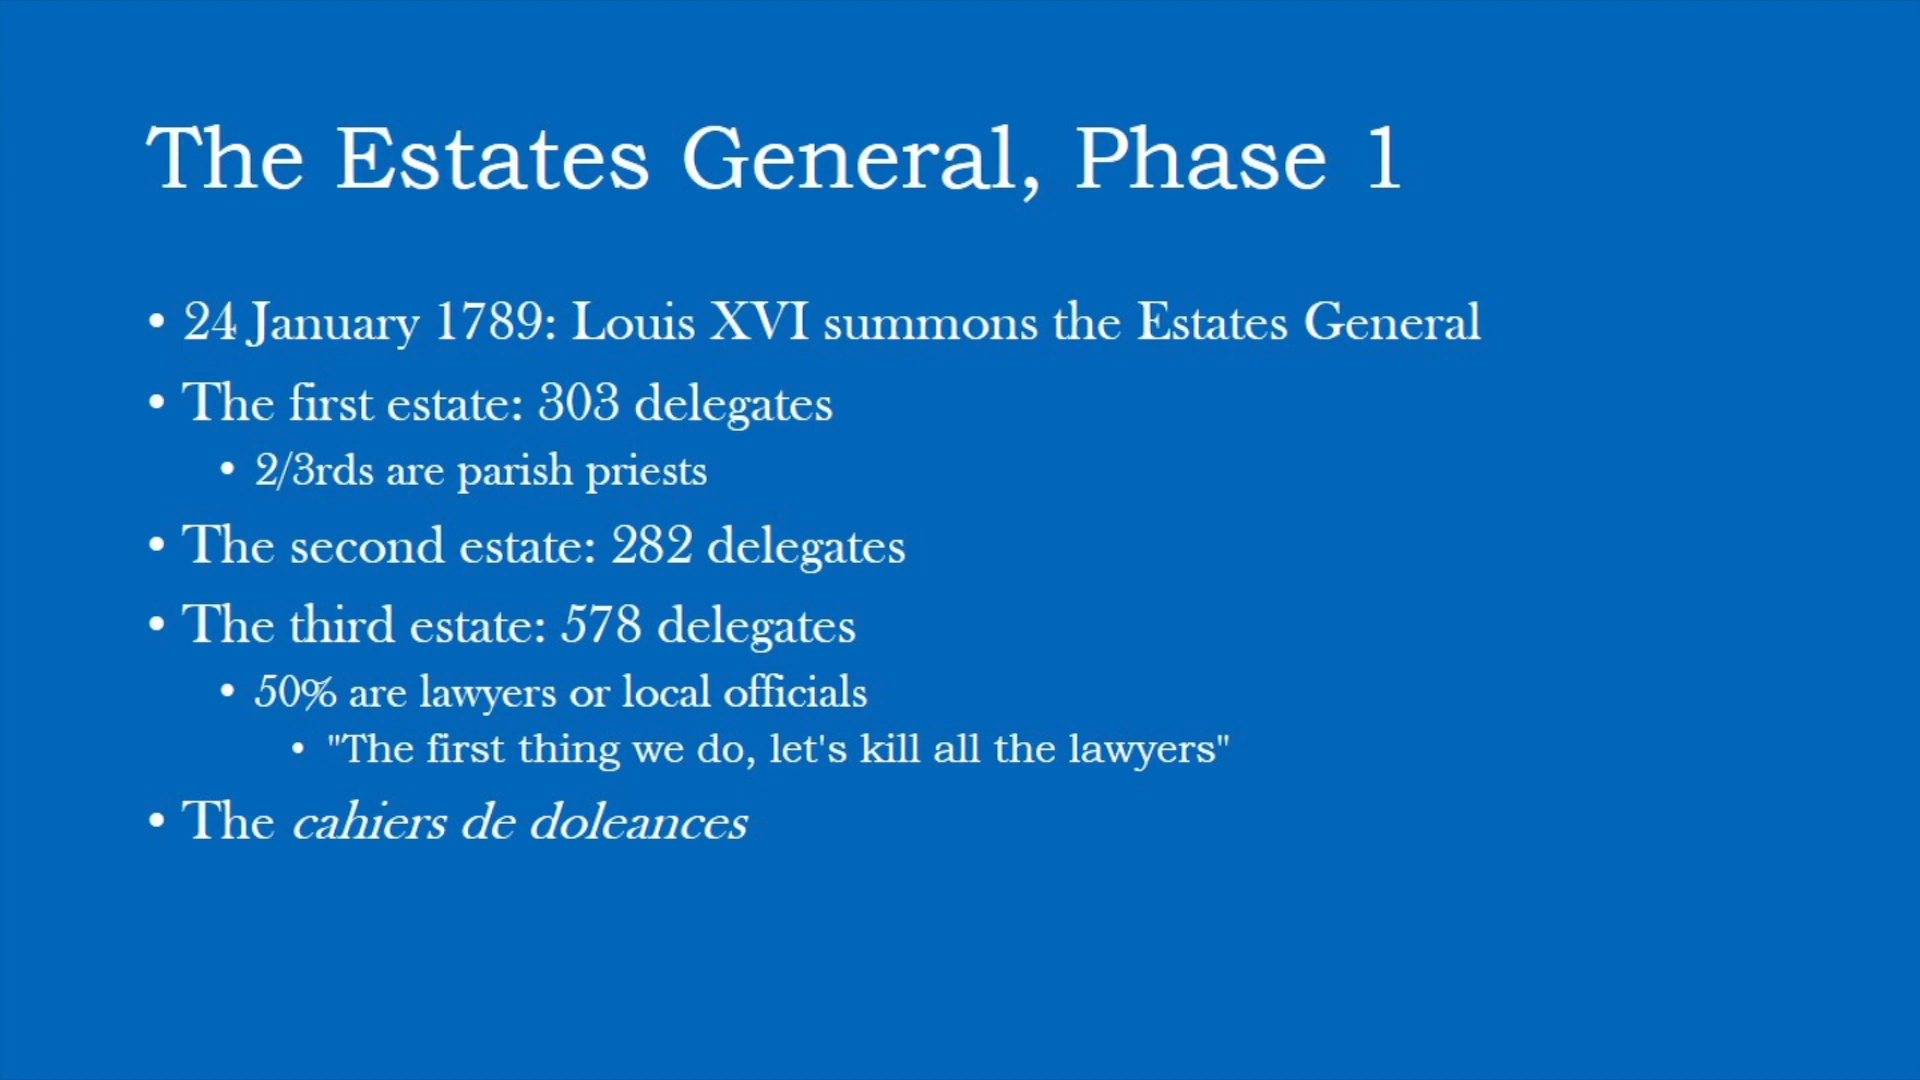 The Estates General, Phase 1
• 24 January 1789: Louis XVI summons the Estates General
• The first estate: 303 delegates
• 2/3rds are parish priests
• The second estate: 282 delegates
• The third estate: 578 delegates
• 50% are lawyers or local officials
• "The first thing we do, let's kill all the lawyers"
• The cahiers de doleances